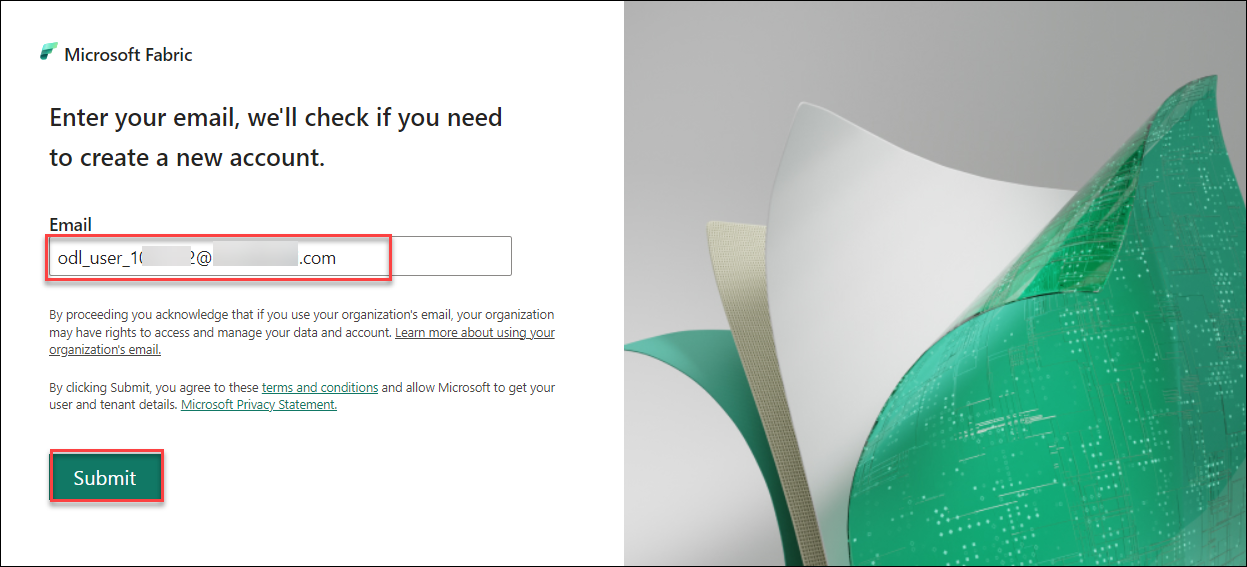 Microsoft Fabric
Enter your email, we'll check if you need
to create a new account.
Email
odl_user_10 2@ .com
By proceeding you acknowledge that if you use your organization's email, your organization
may have rights to access and manage your data and account. Learn more about using your
organization's email.
By clicking Submit, you agree to these terms and conditions and allow Microsoft to get your
user and tenant details. Microsoft Privacy Statement.
Submit